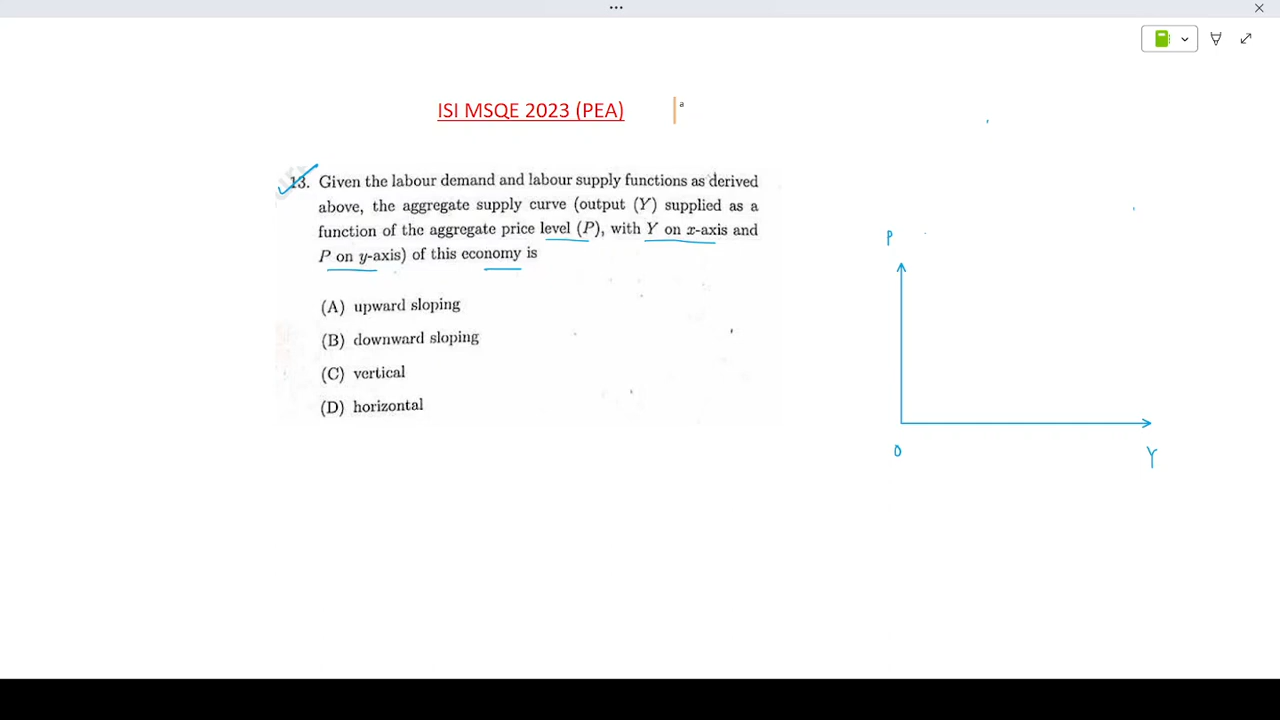 ISI MSQE 2023 (PEA)
13. Given the labour demand and labour supply functions as derived
above, the aggregate supply curve (output (Y) supplied as a
function of the aggregate price level (P), with Y on x-axis and
P on y-axis) of this economy is
(A) upward sloping
(B) downward sloping
(C) vertical
(D) horizontal
P
O
Y